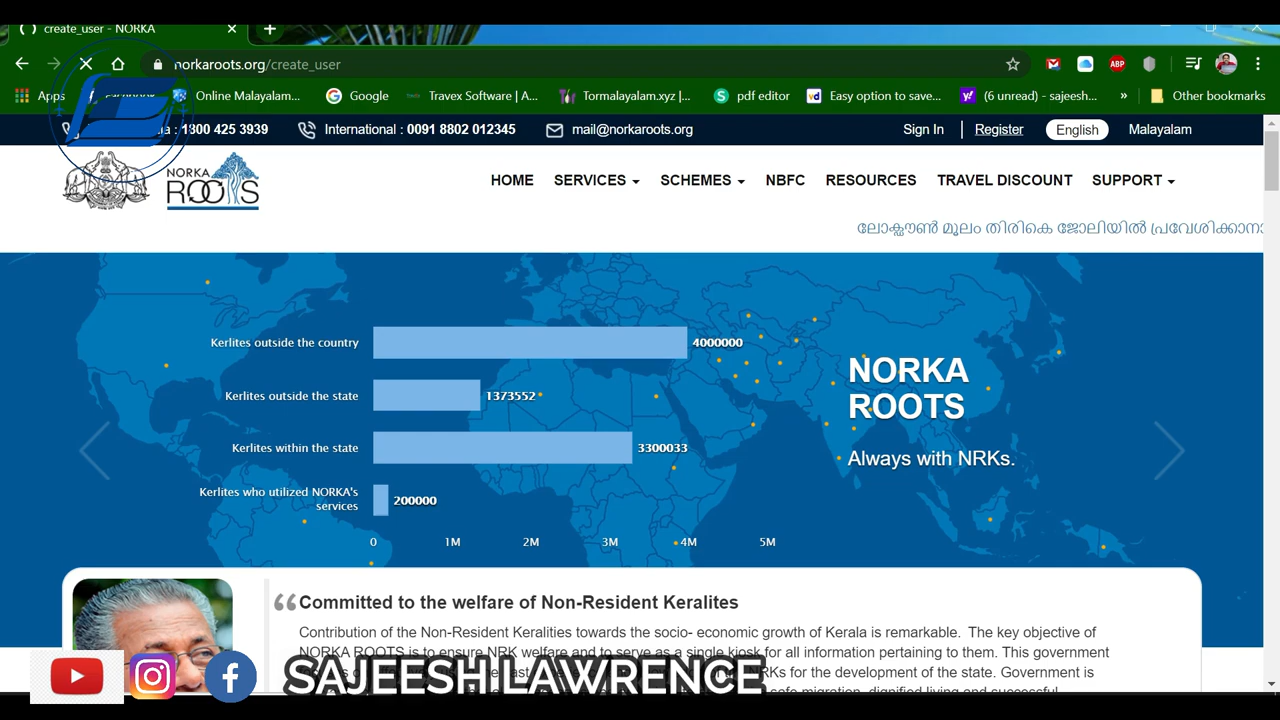 create_user - NORKA
norkaroots.org/create_user
Apps
Online Malayalam...
Google
Travex Software | A...
Tormalayalam.xyz |...
pdf editor
Easy option to save...
(6 unread) - sajeesh...
»
Other bookmarks
: 1800 425 3939
International : 0091 8802 012345
mail@norkaroots.org
Sign In
Register
English
Malayalam
NORKA
ROOTS
HOME
SERVICES
SCHEMES
NBFC
RESOURCES
TRAVEL DISCOUNT
SUPPORT
മൂലം തിരികെ ജോലിയിൽ
Kerlites outside the country
4000000
Kerlites outside the state
1373552
Kerlites within the state
3300033
Kerlites who utilized NORKA's
services
200000
0 1M 2M 3M 4M 5M
NORKA
ROOTS
Always with NRKs.
Committed to the welfare of Non-Resident Keralites
Contribution of the Non-Resident Keralities towards the socio- economic growth of Kerala is remarkable. The key objective of
NORKA ROOTS is to ensure NRK welfare and to serve as a single kiosk for all information pertaining to them. This government
for the development of the state. Government is
safe migration, dignified living and successful
SAJEESH LAWRENCE